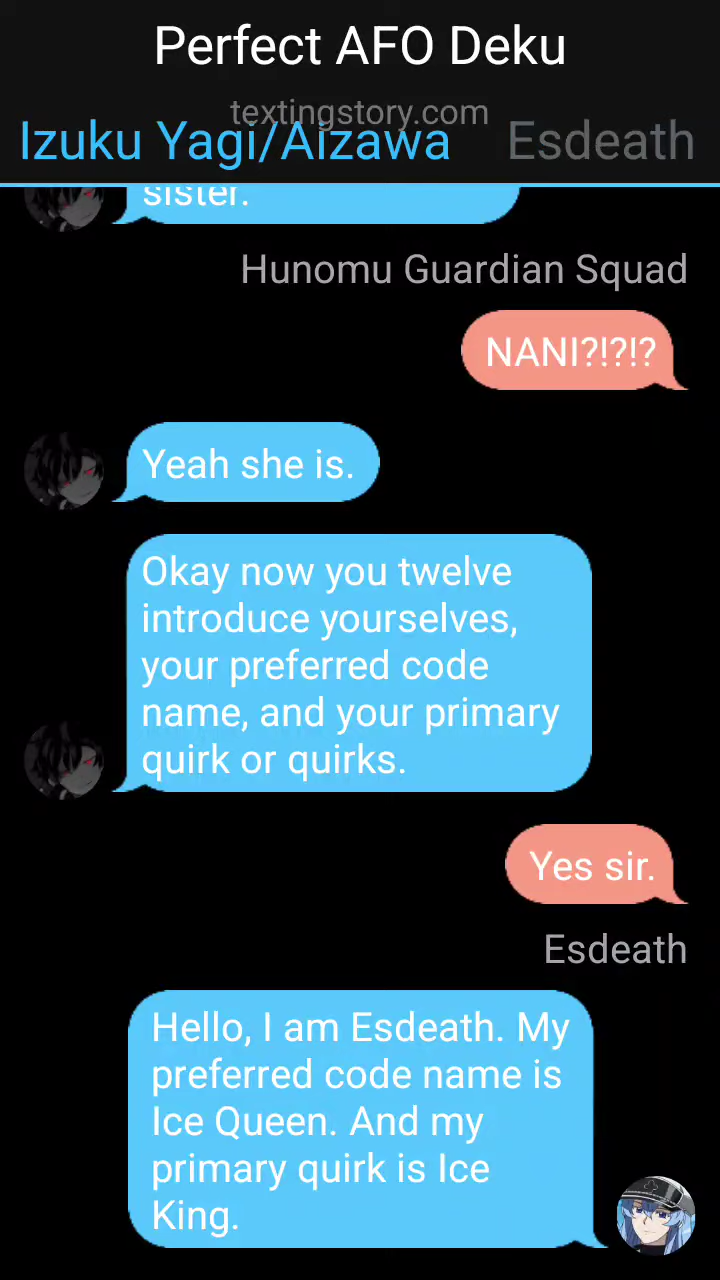 Perfect AFO Deku
textingstory.com
Izuku Yagi/Aizawa
Esdeath
sister.
Hunomu Guardian Squad
NANI?!?!?
Yeah she is.
Okay now you twelve
introduce yourselves,
your preferred code
name, and your primary
quirk or quirks.
Yes sir.
Esdeath
Hello, I am Esdeath. My
preferred code name is
Ice Queen. And my
primary quirk is Ice
King.